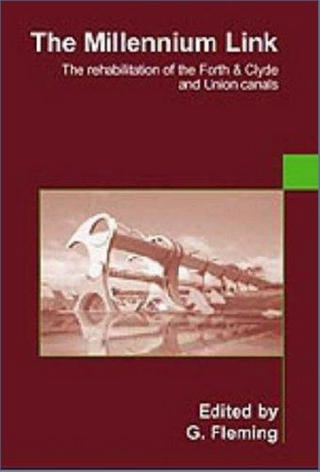 The Millennium Link
The rehabilitation of the Forth & Clyde
and Union canals
Edited by
G. Fleming